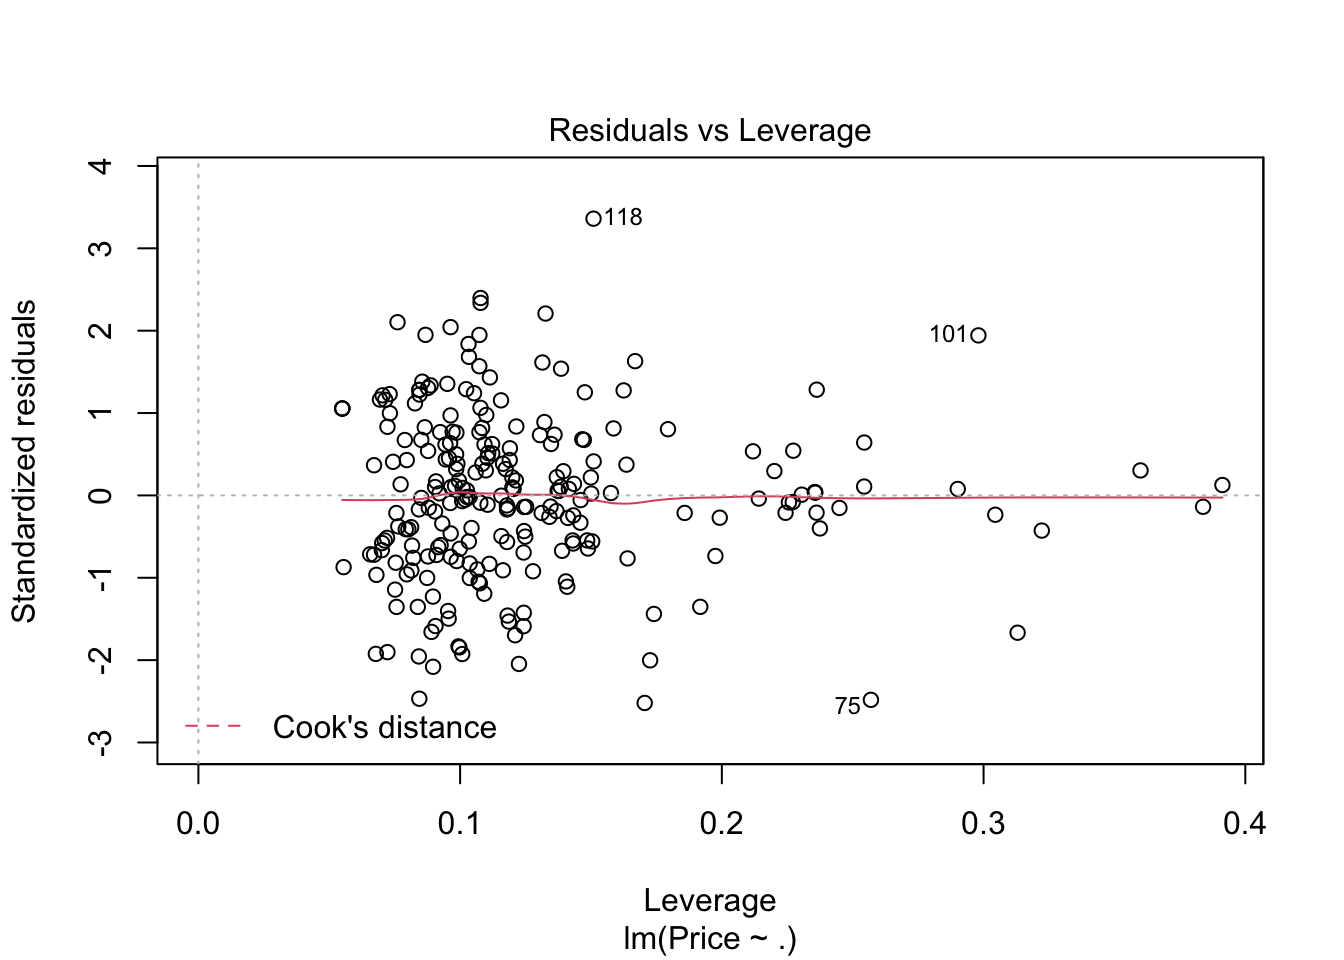 Residuals vs Leverage
Standardized residuals
4
3
2
1
0
-1
-2
-3
118
101
75
Cook's distance
0.0 0.1 0.2 0.3 0.4
Leverage
lm(Price ~ .)